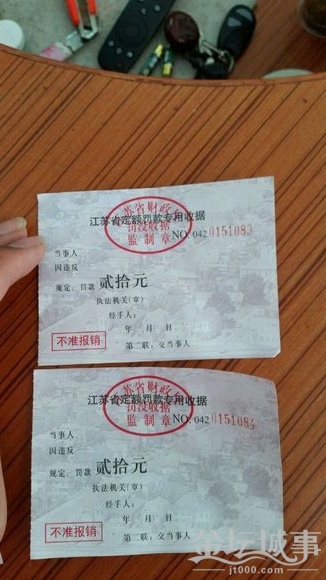 江苏省财政厅
江苏省定额罚款专用收据
罚没收据
监制章
NO. 042 0151083
当事人
因违反
规定：罚款 贰拾元
执法机关(章)
经手人：
年 月 日
不准报销
第二联：交当事人
江苏省财政厅
江苏省定额罚款专用收据
罚没收据
监制章
NO. 042 0151084
当事人
因违反
规定：罚款 贰拾元
执法机关(章)
经手人：
年 月 日
不准报销
第二联：交当事人
金坛城事
jt000.com